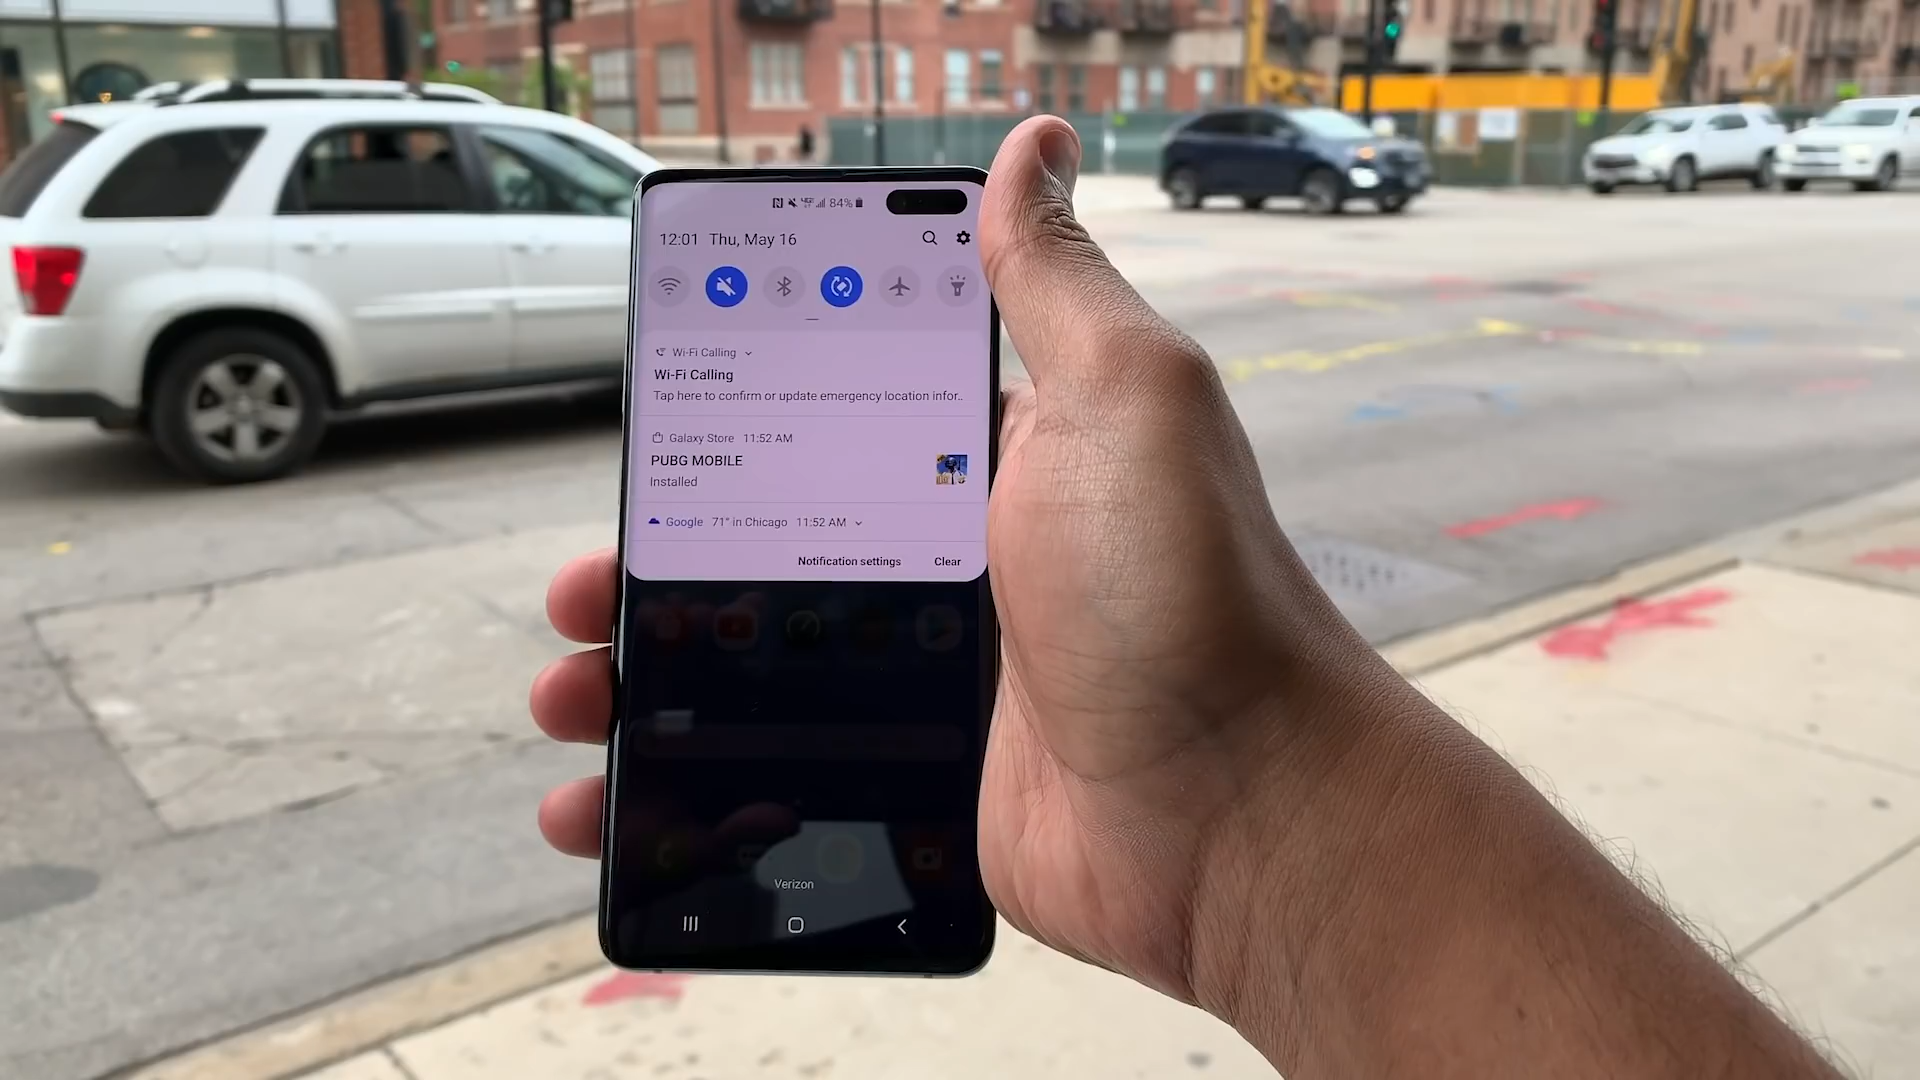 84%
12:01 Thu, May 16
Wi-Fi Calling
Wi-Fi Calling
Tap here to confirm or update emergency location infor..
Galaxy Store 11:52 AM
PUBG MOBILE
Installed
Google 71° in Chicago 11:52 AM
Notification settings Clear
Verizon